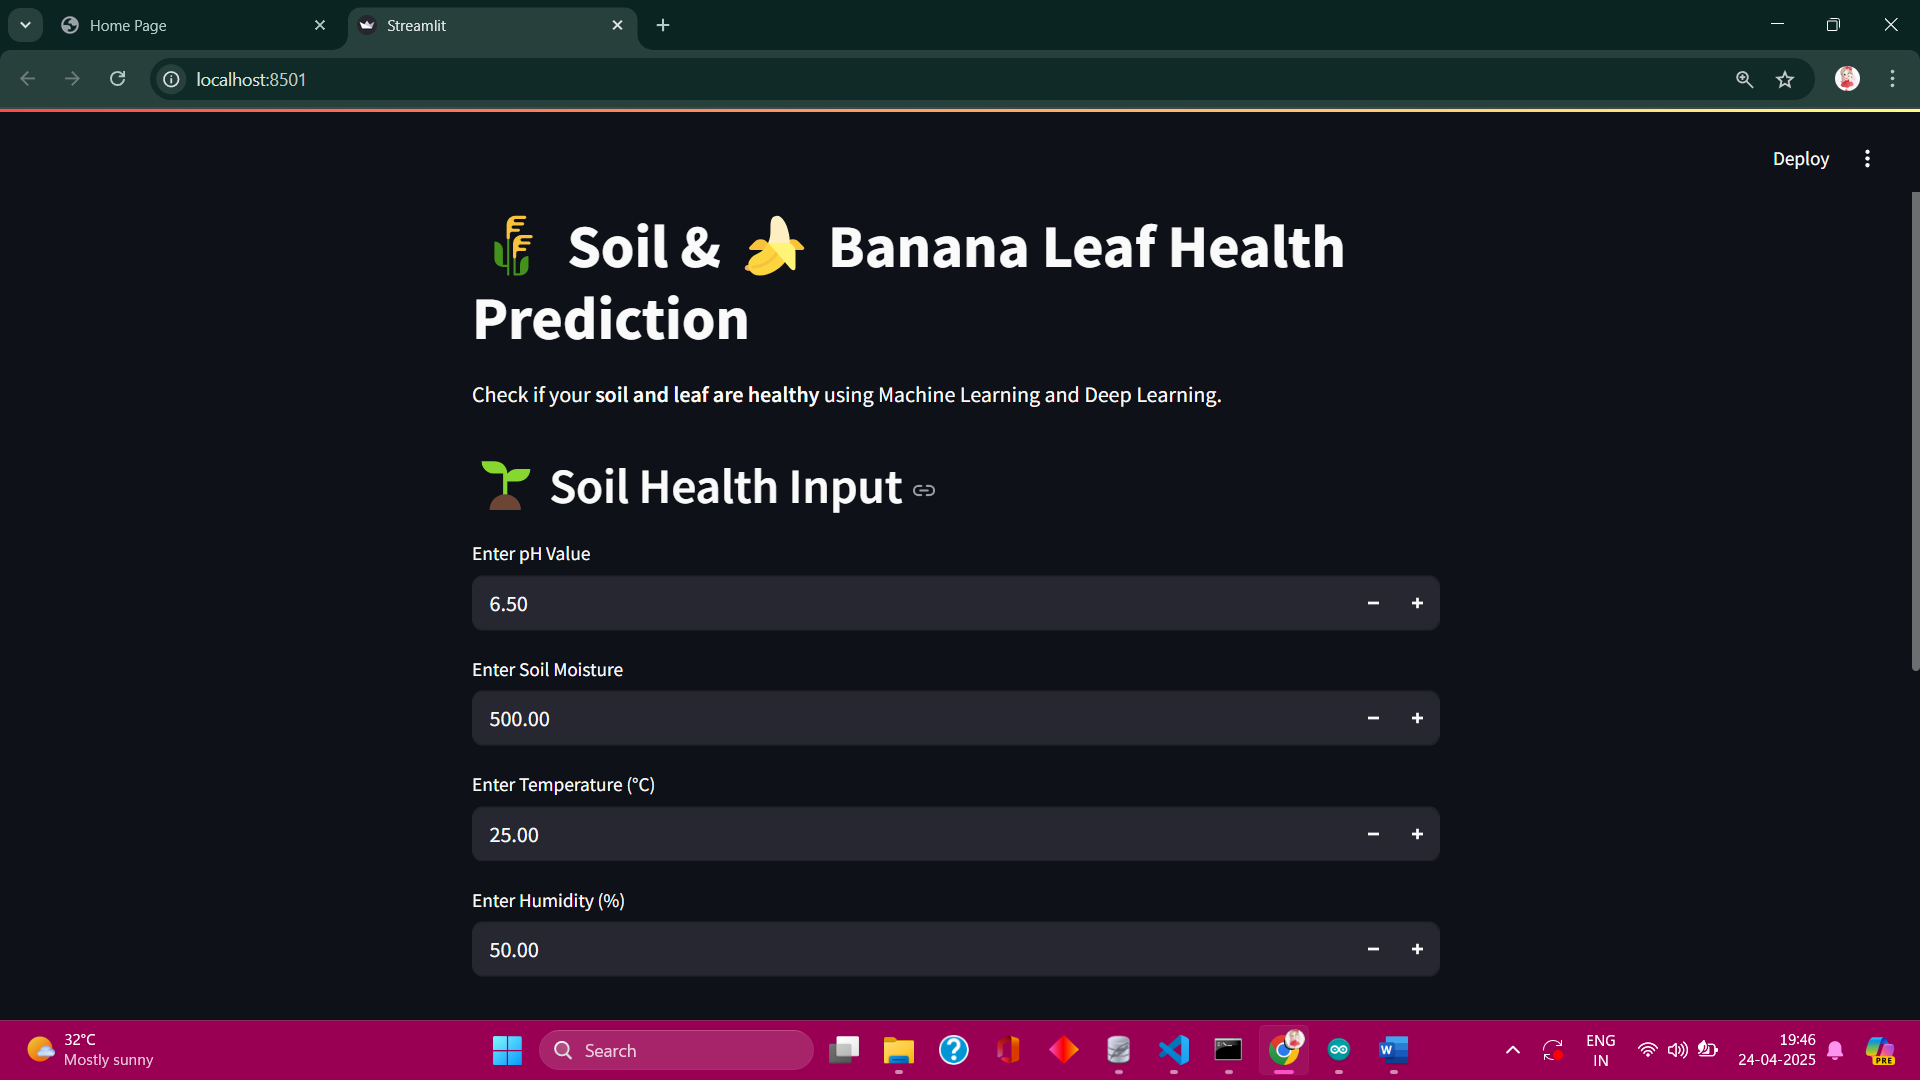 Home Page
Streamlit
localhost:8501
Deploy
Soil & Banana Leaf Health
Prediction
Check if your soil and leaf are healthy using Machine Learning and Deep Learning.
Soil Health Input
Enter pH Value
6.50
Enter Soil Moisture
500.00
Enter Temperature (°C)
25.00
Enter Humidity (%)
50.00
32°C
Mostly sunny
Search
ENG
IN
19:46
24-04-2025
PRE